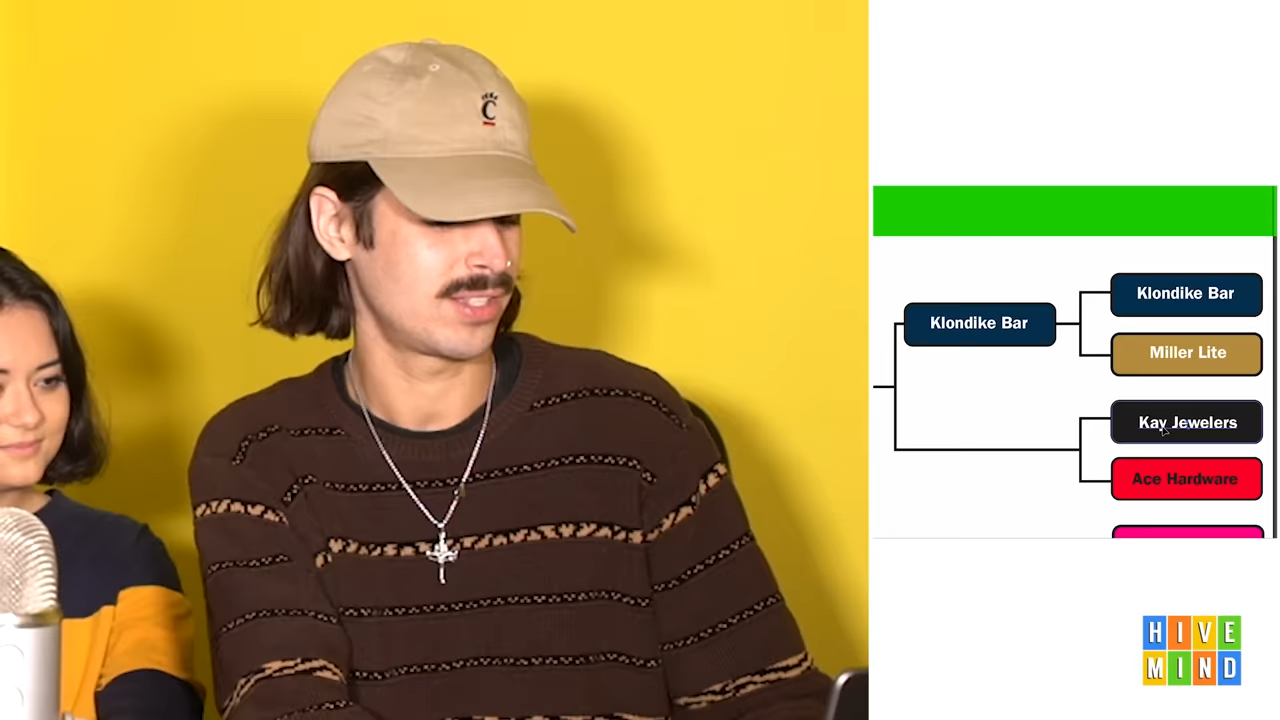 C
Klondike Bar
Klondike Bar
Miller Lite
Kay Jewelers
Ace Hardware
HIVE
MIND